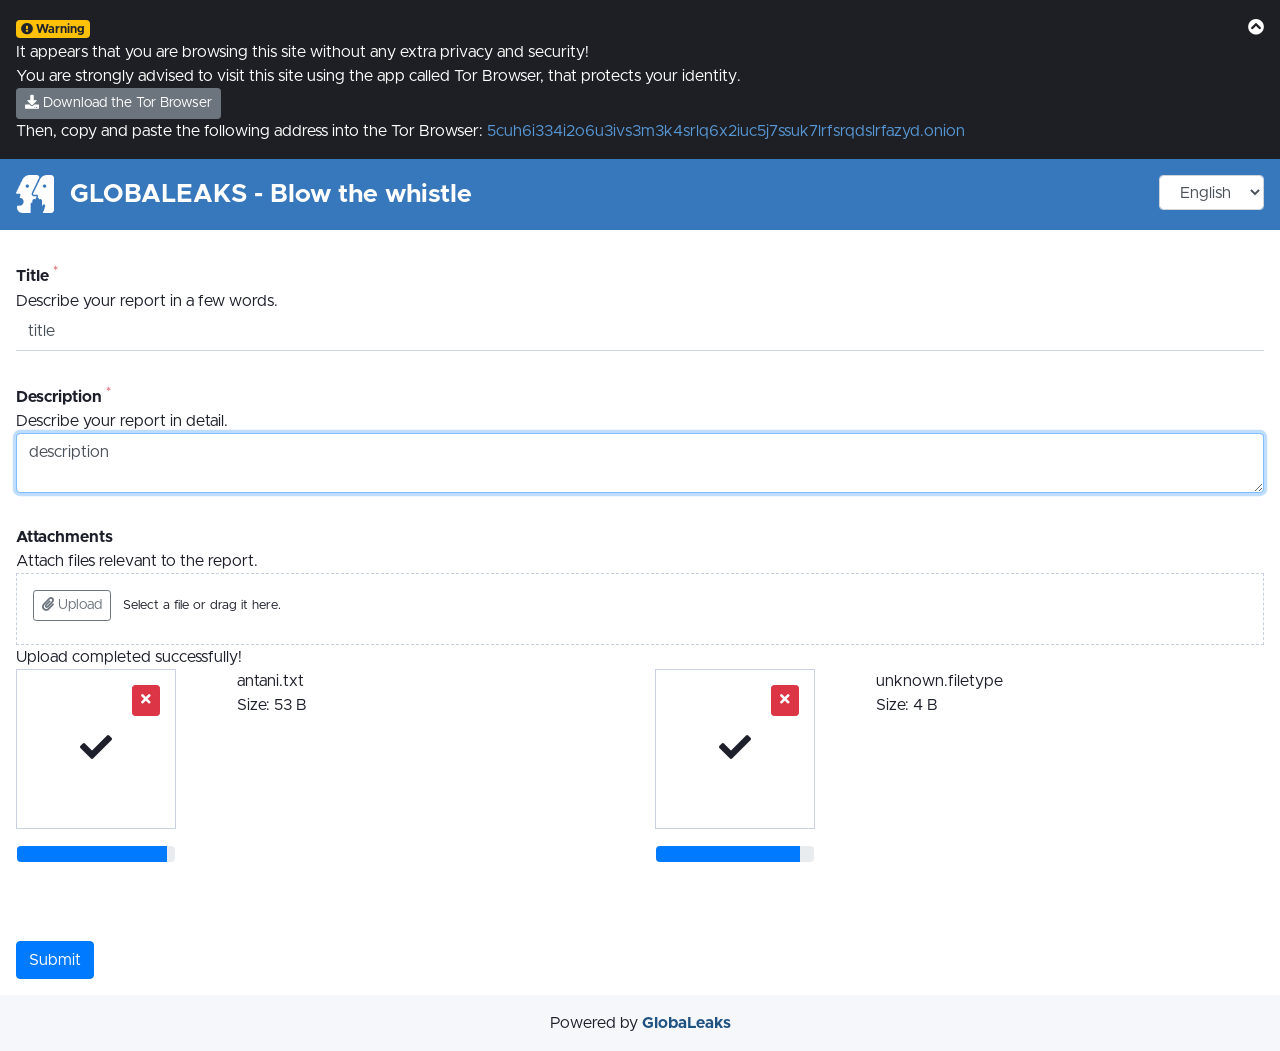 Warning
It appears that you are browsing this site without any extra privacy and security!
You are strongly advised to visit this site using the app called Tor Browser, that protects your identity.
Download the Tor Browser
Then, copy and paste the following address into the Tor Browser: 5cuh6i334i2o6u3ivs3m3k4srlq6x2iuc5j7ssuk7lrfsrqdslrfazyd.onion
GLOBALEAKS - Blow the whistle
English
Title *
Describe your report in a few words.
title
Description *
Describe your report in detail.
description
Attachments
Attach files relevant to the report.
Upload Select a file or drag it here.
Upload completed successfully!
antani.txt
Size: 53 B
unknown.filetype
Size: 4 B
Submit
Powered by GlobaLeaks